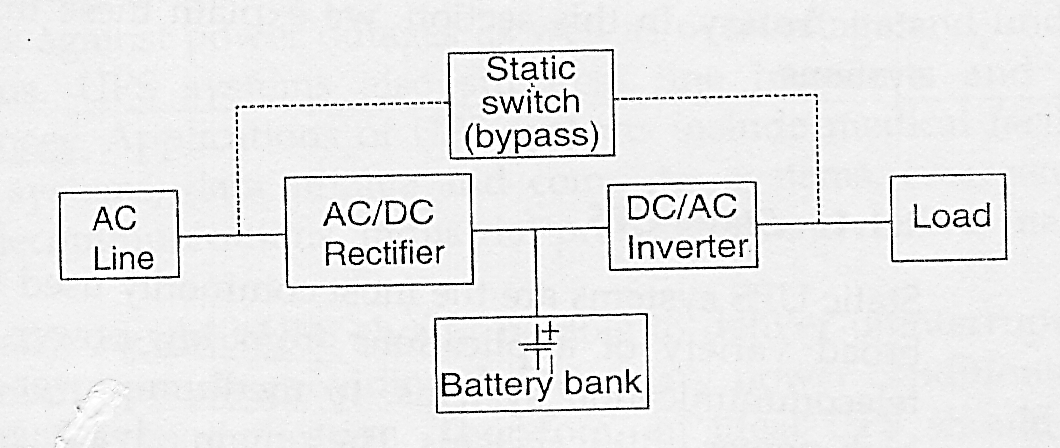 Static
switch
(bypass)
AC
Line
AC/DC
Rectifier
DC/AC
Inverter
Load
+
Battery bank